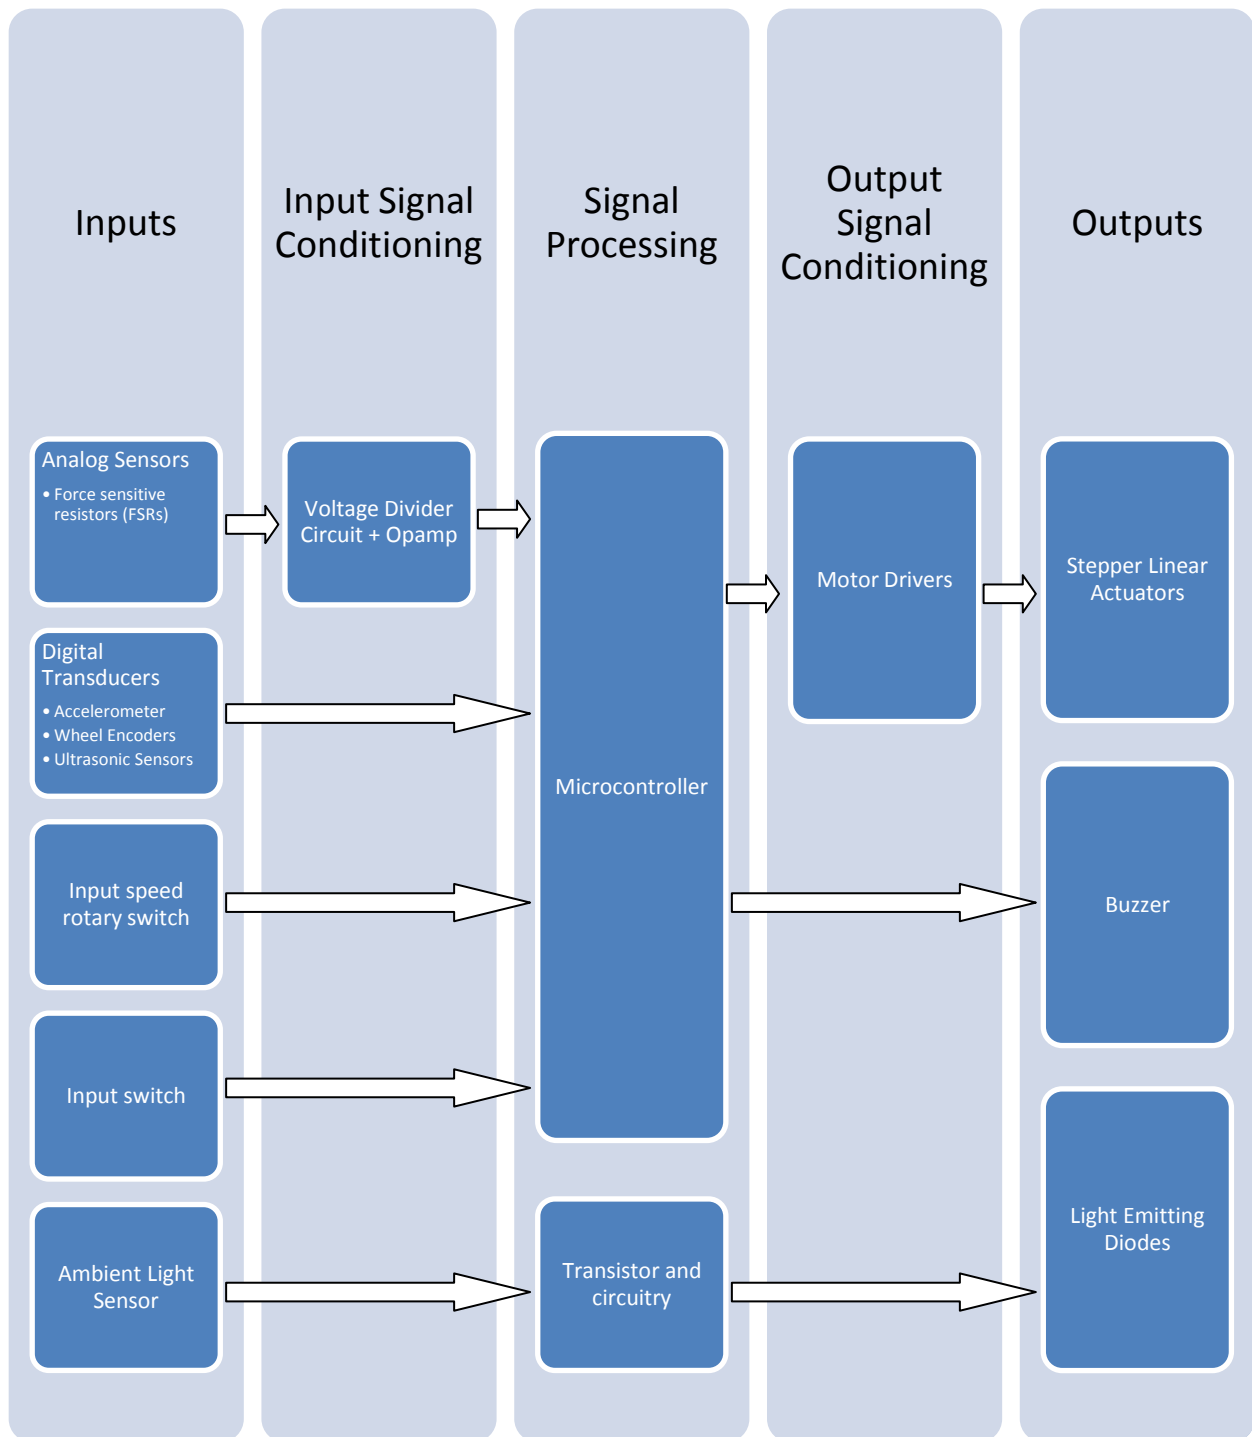 Inputs
Input Signal
Conditioning
Signal
Processing
Output
Signal
Conditioning
Outputs
Analog Sensors
• Force sensitive
resistors (FSRs)
Digital
Transducers
• Accelerometer
• Wheel Encoders
• Ultrasonic Sensors
Input speed
rotary switch
Input switch
Ambient Light
Sensor
Voltage Divider
Circuit + Opamp
Microcontroller
Transistor and
circuitry
Motor Drivers
Stepper Linear
Actuators
Buzzer
Light Emitting
Diodes